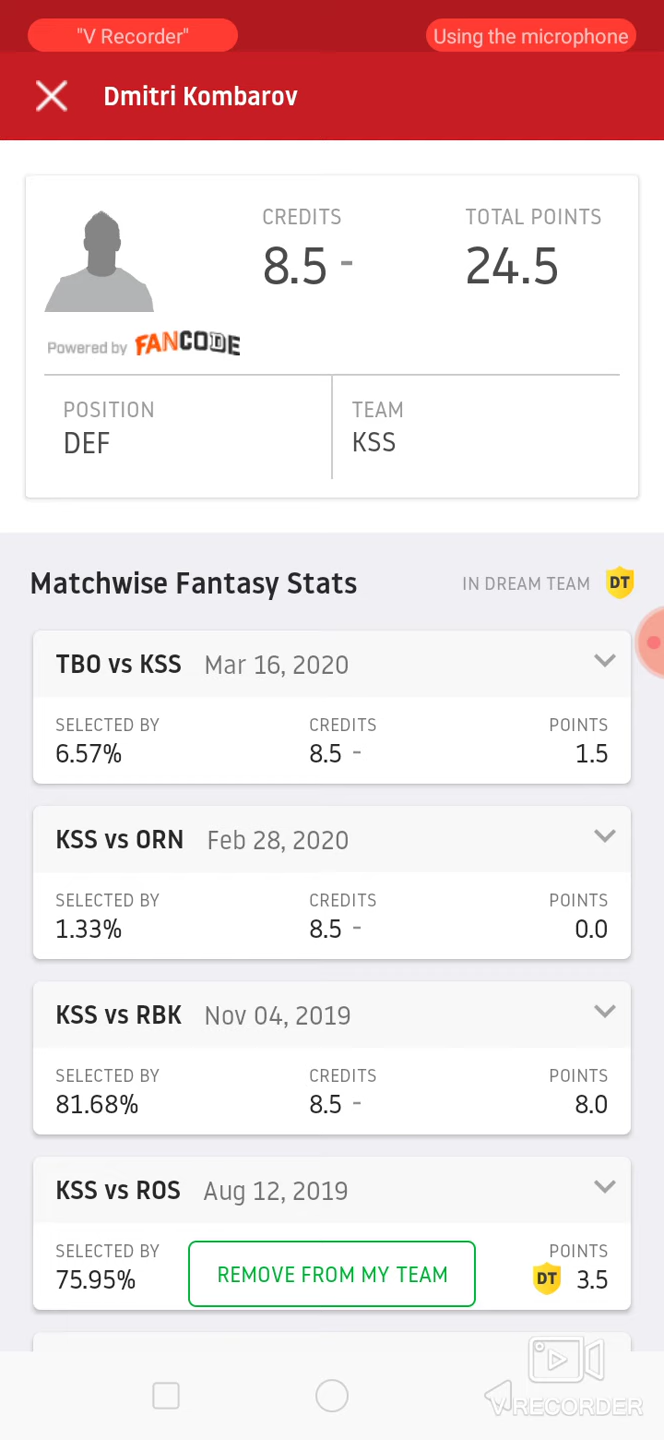 "V Recorder" Using the microphone
Dmitri Kombarov
CREDITS TOTAL POINTS
8.5 - 24.5
Powered by FANCODE
POSITION TEAM
DEF KSS
Matchwise Fantasy Stats IN DREAM TEAM DT
TBO vs KSS Mar 16, 2020
SELECTED BY CREDITS POINTS
6.57% 8.5 - 1.5
KSS vs ORN Feb 28, 2020
SELECTED BY CREDITS POINTS
1.33% 8.5 - 0.0
KSS vs RBK Nov 04, 2019
SELECTED BY CREDITS POINTS
81.68% 8.5 - 8.0
KSS vs ROS Aug 12, 2019
SELECTED BY POINTS
75.95% REMOVE FROM MY TEAM DT 3.5
VRECORDER